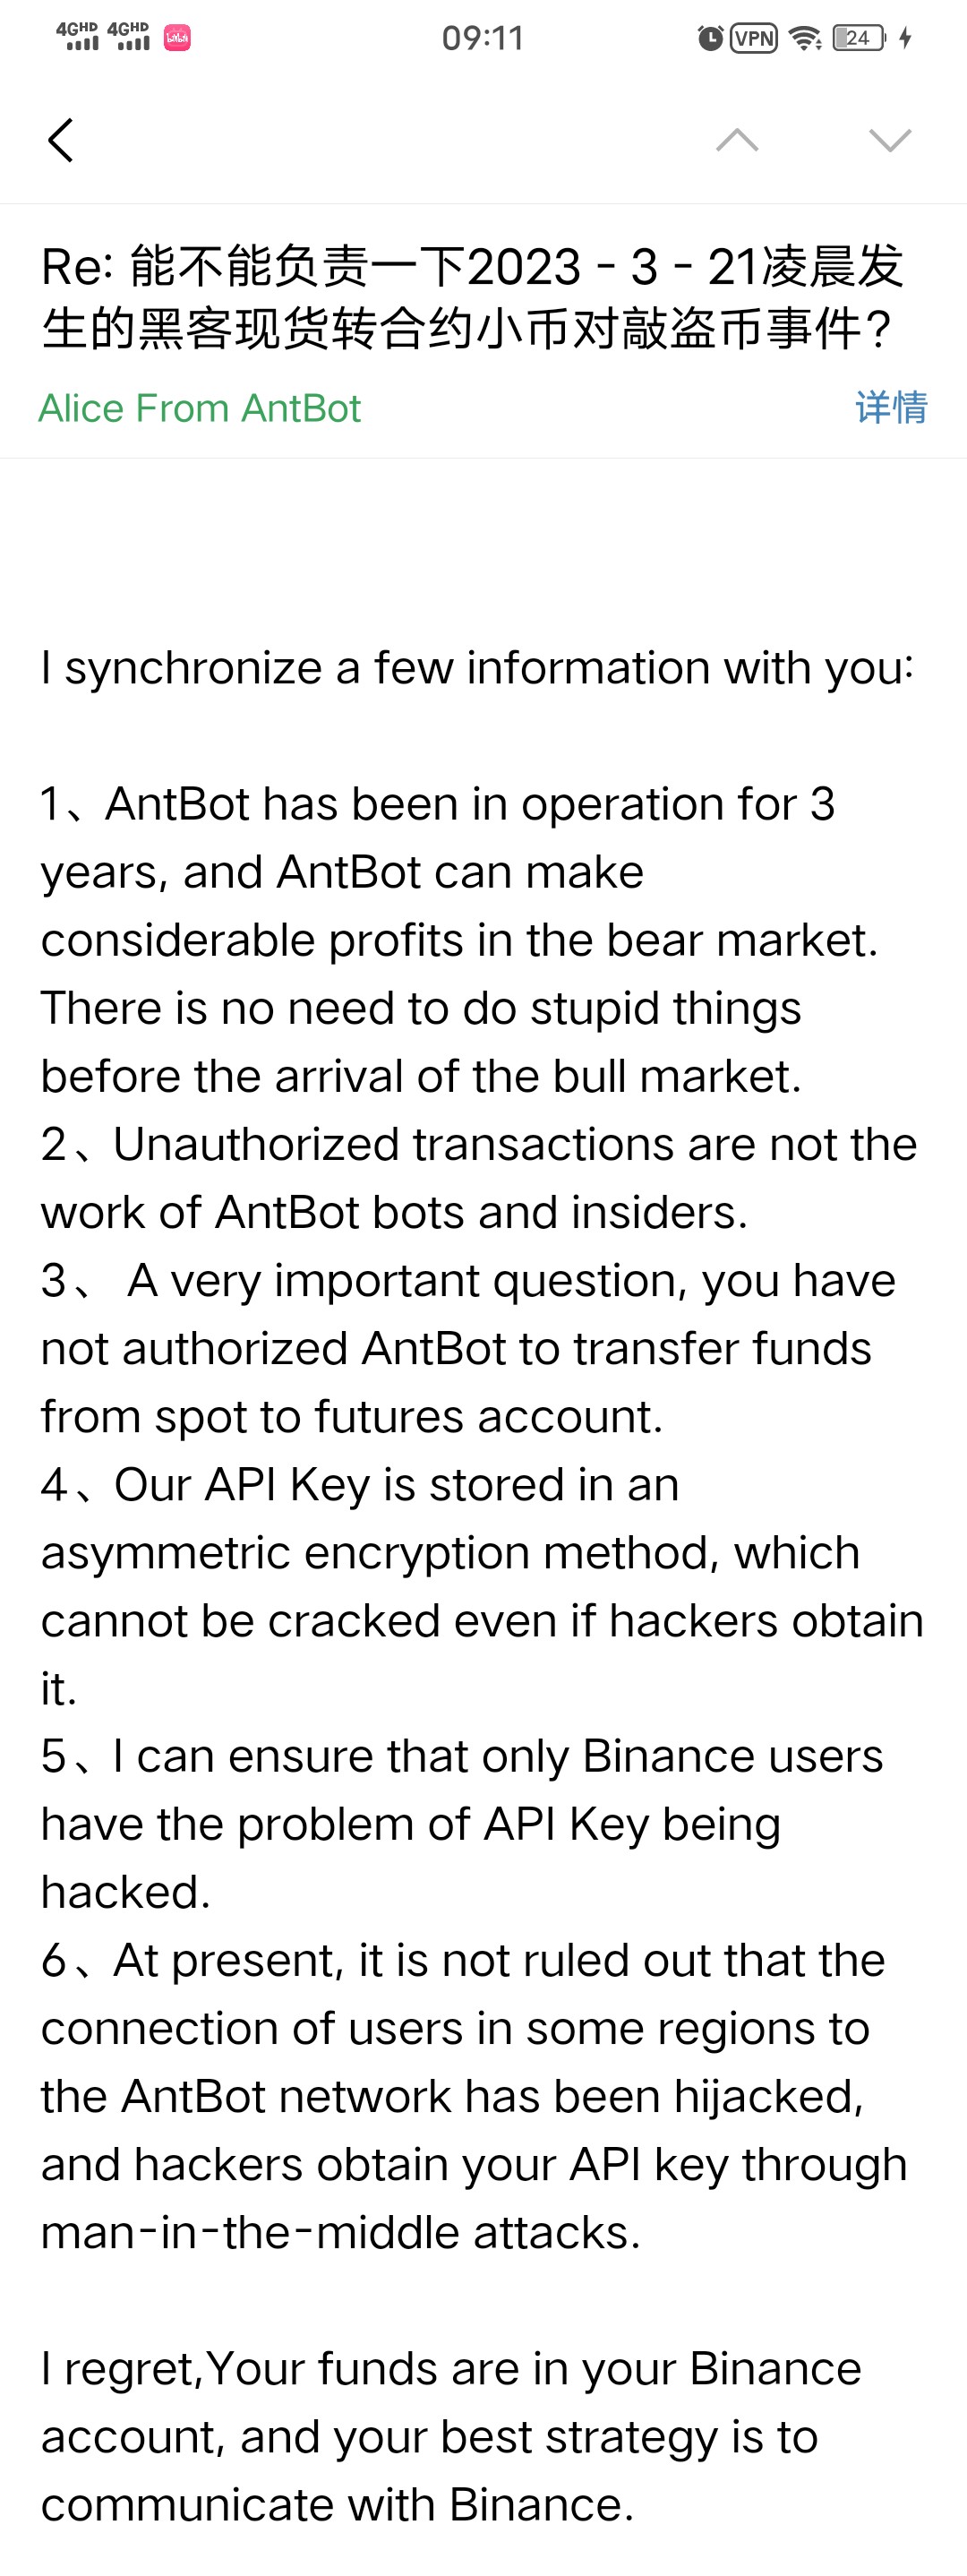 4GHD 4GHD 09:11 VPN 24
Re: 能不能负责一下2023 - 3 - 21凌晨发
生的黑客现货转合约小币对敲盗币事件?
Alice From AntBot 详情
I synchronize a few information with you:
1、AntBot has been in operation for 3
years, and AntBot can make
considerable profits in the bear market.
There is no need to do stupid things
before the arrival of the bull market.
2、Unauthorized transactions are not the
work of AntBot bots and insiders.
3、 A very important question, you have
not authorized AntBot to transfer funds
from spot to futures account.
4、Our API Key is stored in an
asymmetric encryption method, which
cannot be cracked even if hackers obtain
it.
5、I can ensure that only Binance users
have the problem of API Key being
hacked.
6、At present, it is not ruled out that the
connection of users in some regions to
the AntBot network has been hijacked,
and hackers obtain your API key through
man-in-the-middle attacks.
I regret,Your funds are in your Binance
account, and your best strategy is to
communicate with Binance.